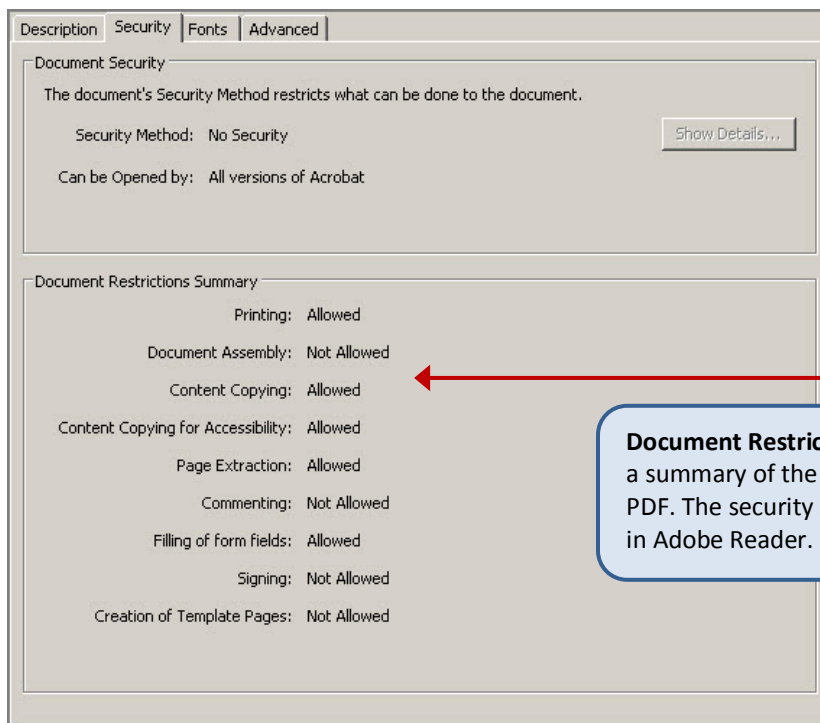 Description Security Fonts Advanced
Document Security
The document's Security Method restricts what can be done to the document.
Security Method: No Security
Show Details...
Can be Opened by: All versions of Acrobat
Document Restrictions Summary
Printing: Allowed
Document Assembly: Not Allowed
Content Copying: Allowed
Content Copying for Accessibility: Allowed
Page Extraction: Allowed
Commenting: Not Allowed
Filling of form fields: Allowed
Signing: Not Allowed
Creation of Template Pages: Not Allowed
Document
a summary of the
PDF. The security
in Adobe Reader.